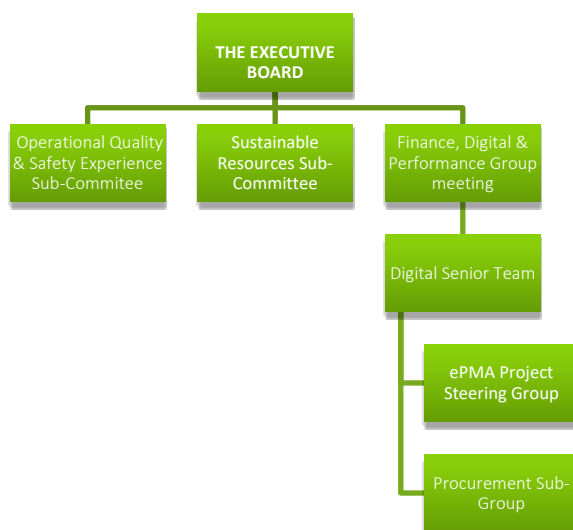 THE EXECUTIVE
BOARD
Operational Quality
& Safety Experience
Sub-Commitee
Sustainable
Resources Sub-
Committee
Finance, Digital &
Performance Group
meeting
Digital Senior Team
ePMA Project
Steering Group
Procurement Sub-
Group